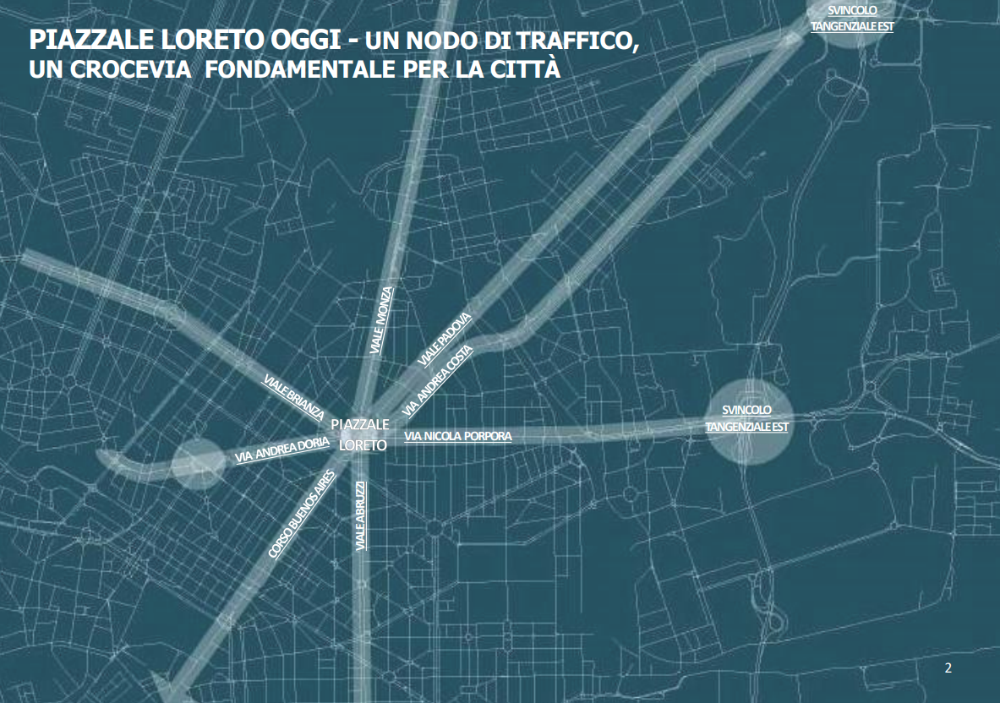 SVINCOLO
TANGENZIALE EST
PIAZZALE LORETO OGGI - UN NODO DI TRAFFICO,
UN CROCEVIA FONDAMENTALE PER LA CITTÀ
VIALE MONZA
VIALE PADOVA
VIA ANDREA COSTA
VIALE BRIANZA
PIAZZALE
LORETO
VIA NICOLA PORPORA
SVINCOLO
TANGENZIALE EST
VIA ANDREA DORIA
CORSO BUENOS AIRES
VIALE ABRUZZI
2